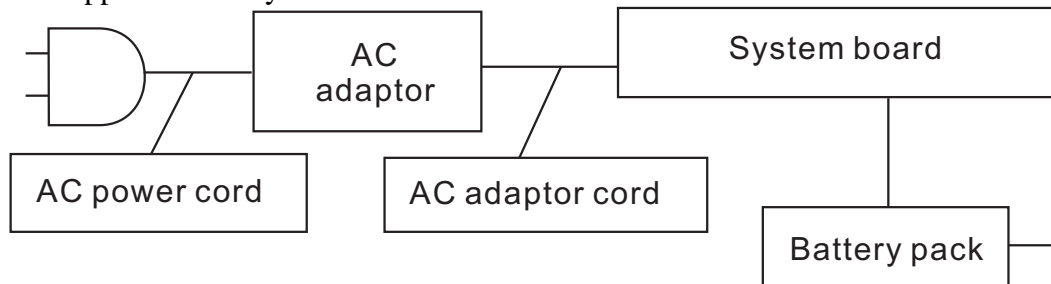 AC
adaptor
System board
AC power cord
AC adaptor cord
Battery pack